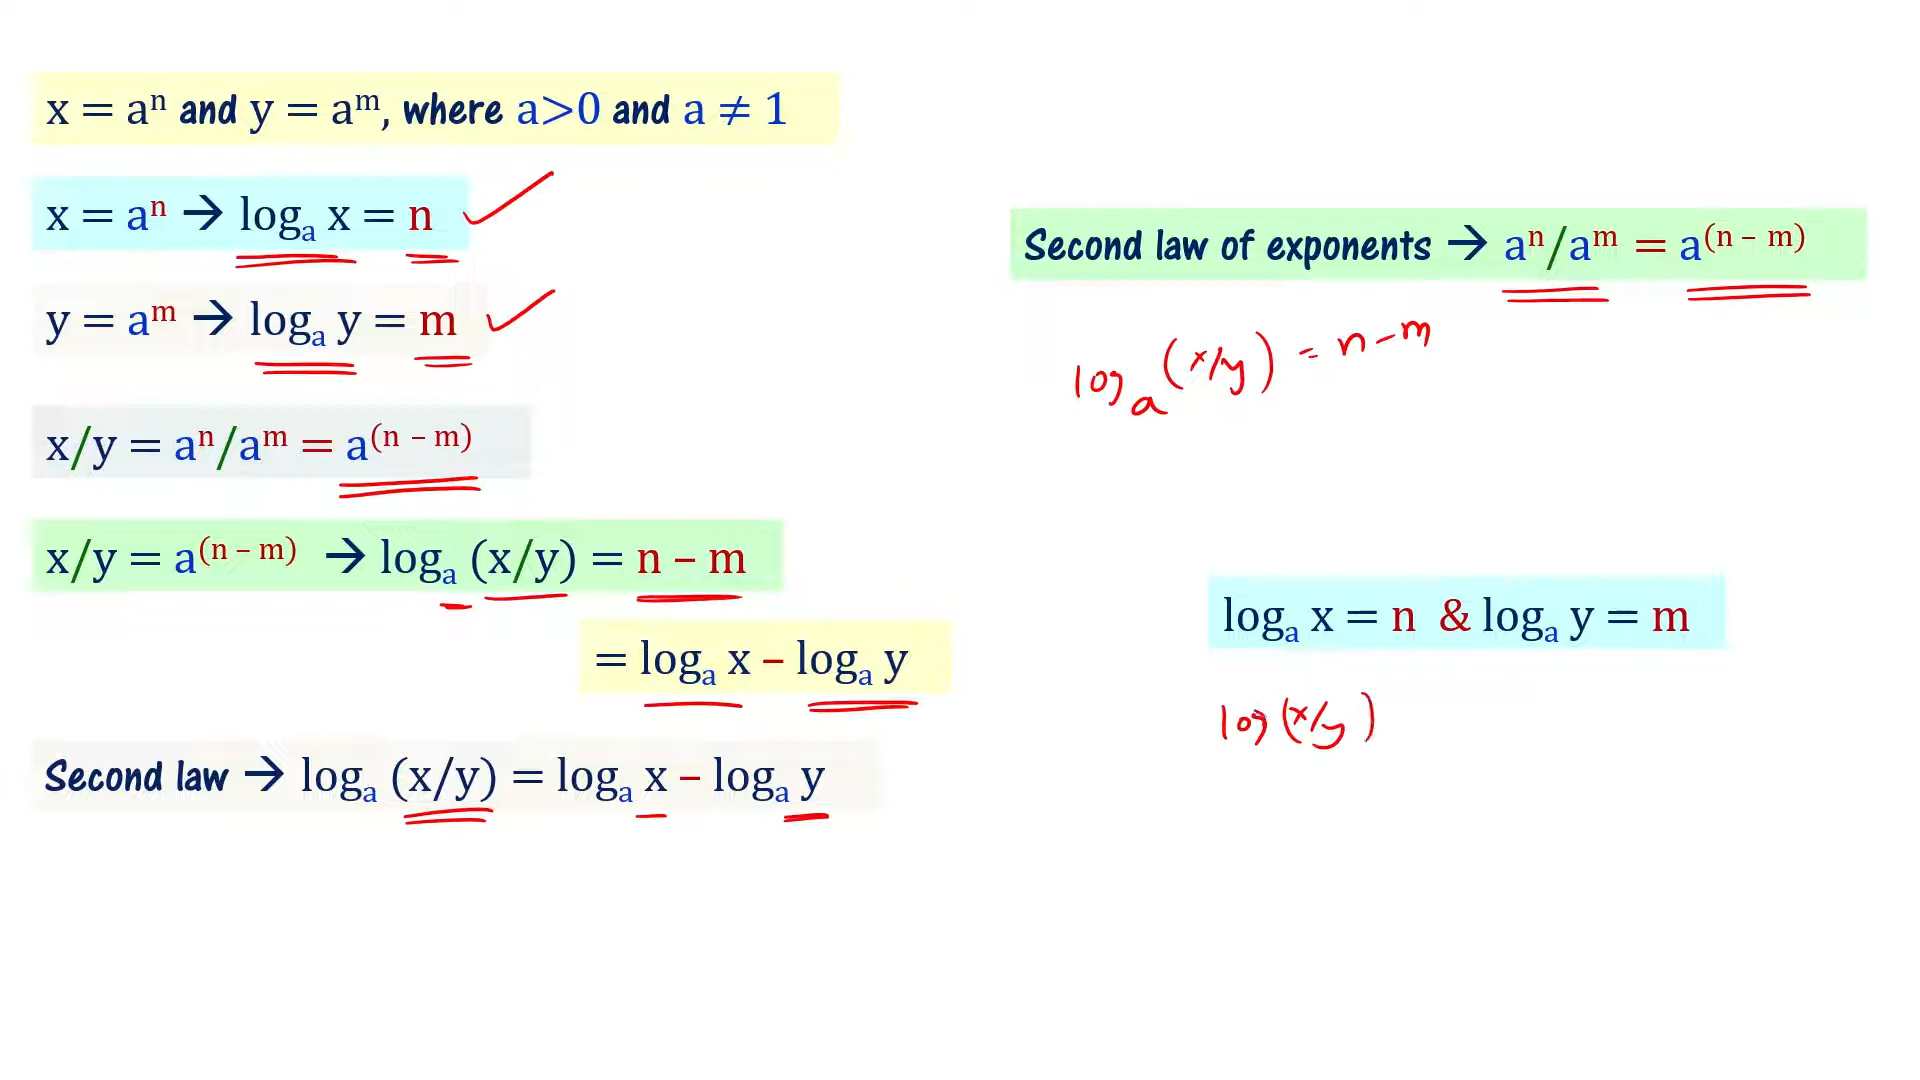 x = aⁿ and y = aᵐ, where a>0 and a ≠ 1
x = aⁿ → logₐ x = n
y = aᵐ → logₐ y = m
x/y = aⁿ/aᵐ = a⁽ⁿ ⁻ ᵐ⁾
x/y = a⁽ⁿ ⁻ ᵐ⁾ → logₐ (x/y) = n – m
= logₐ x – logₐ y
Second law → logₐ (x/y) = logₐ x – logₐ y
Second law of exponents → aⁿ/aᵐ = a⁽ⁿ ⁻ ᵐ⁾
logₐ (x/y) = n – m
logₐ x = n & logₐ y = m
log (x/y)